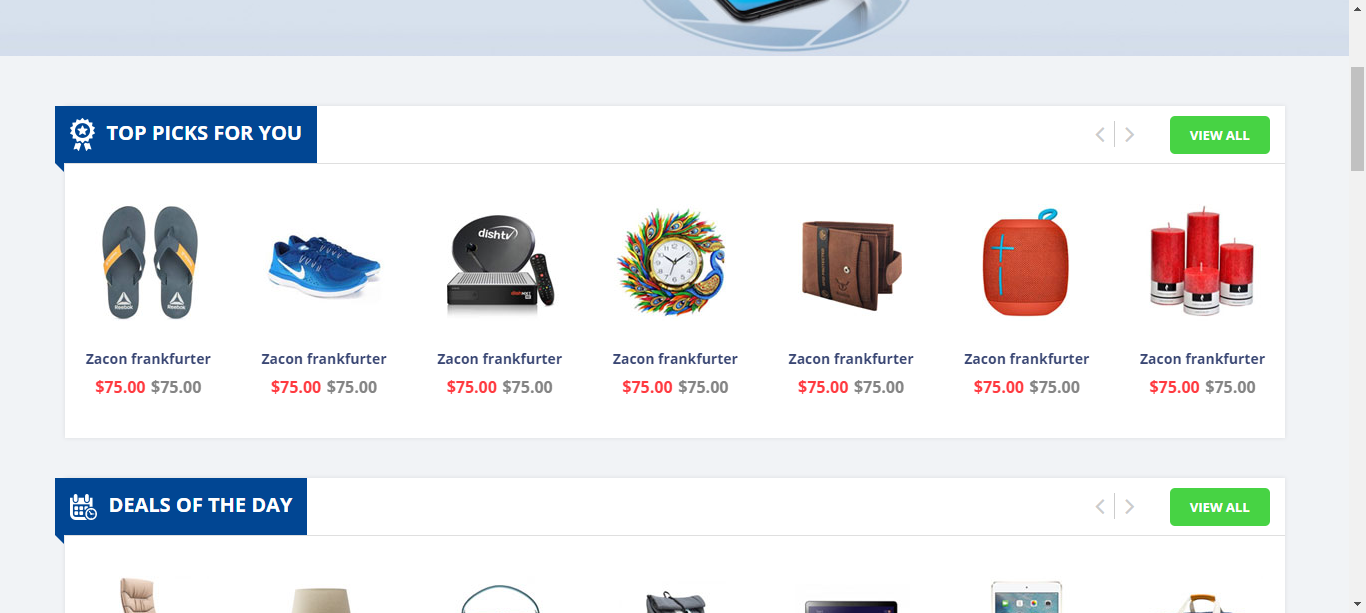 TOP PICKS FOR YOU
VIEW ALL
Reebok Reebok
dishtv
Zacon frankfurter Zacon frankfurter Zacon frankfurter Zacon frankfurter Zacon frankfurter Zacon frankfurter Zacon frankfurter
$75.00 $75.00 $75.00 $75.00 $75.00 $75.00 $75.00 $75.00 $75.00 $75.00 $75.00 $75.00 $75.00 $75.00
DEALS OF THE DAY
VIEW ALL